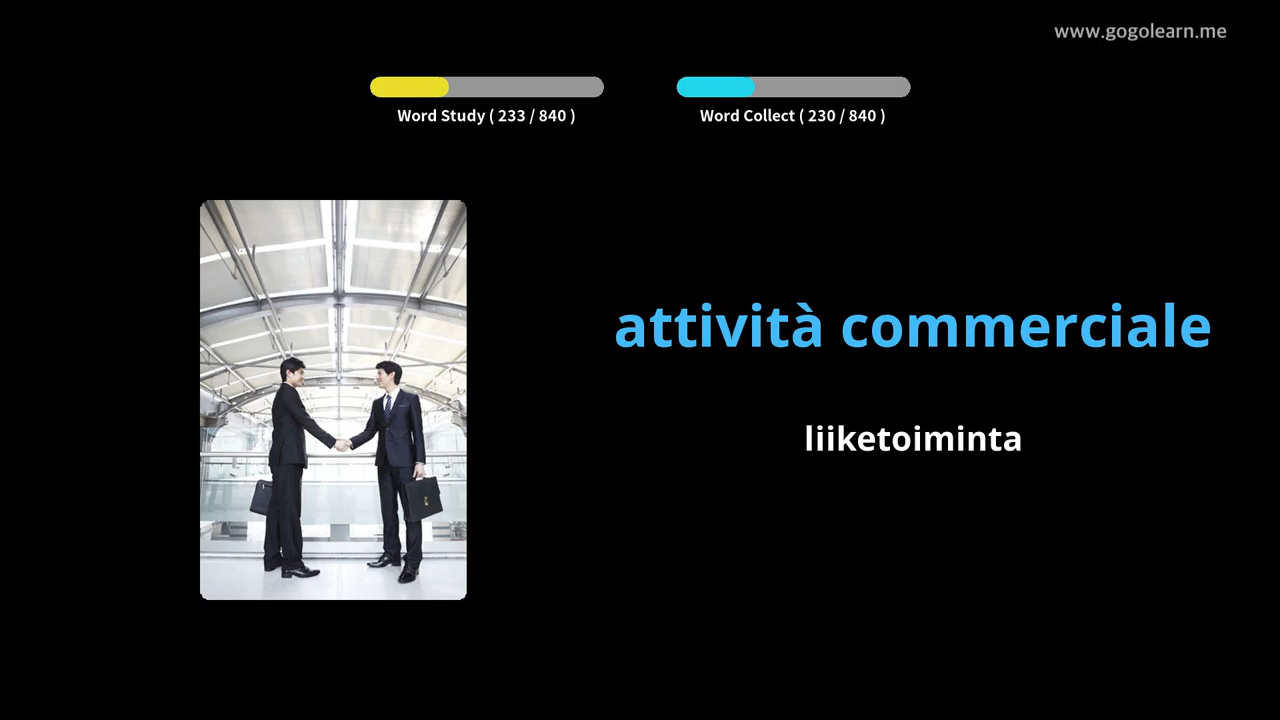 www.gogolearn.me
Word Study ( 233 / 840 )
Word Collect ( 230 / 840 )
attività commerciale
liiketoiminta